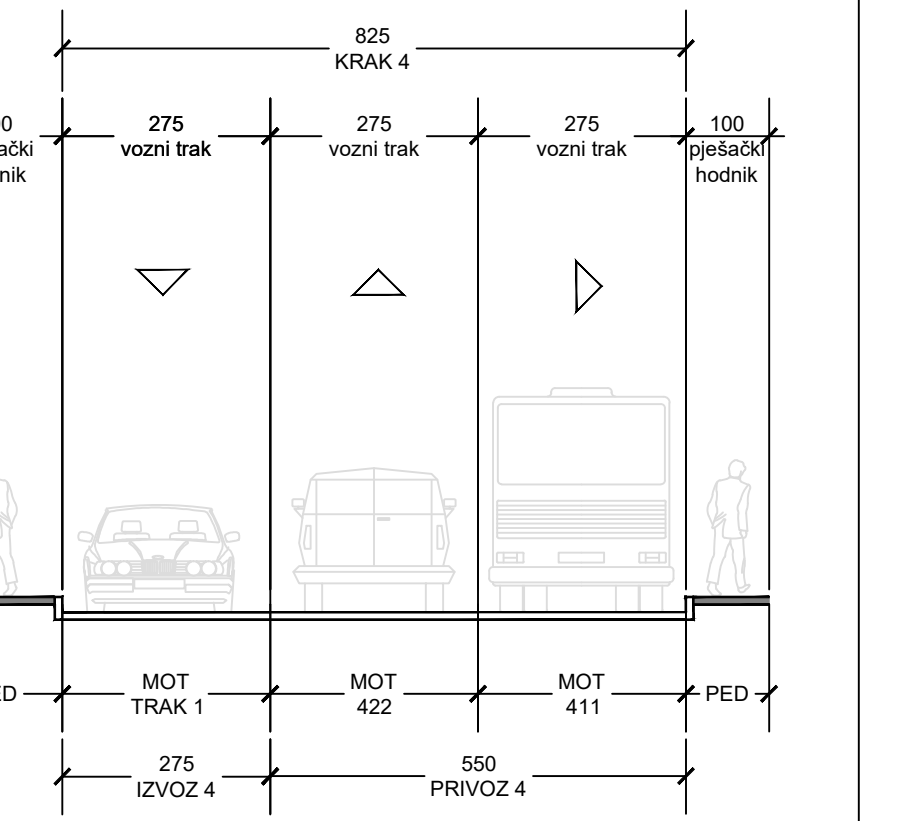 825
KRAK 4
275
vozni trak
275
vozni trak
275
vozni trak
100
pješački
hodnik
MOT
TRAK 1
MOT
422
MOT
411
PED
275
IZVOZ 4
550
PRIVOZ 4